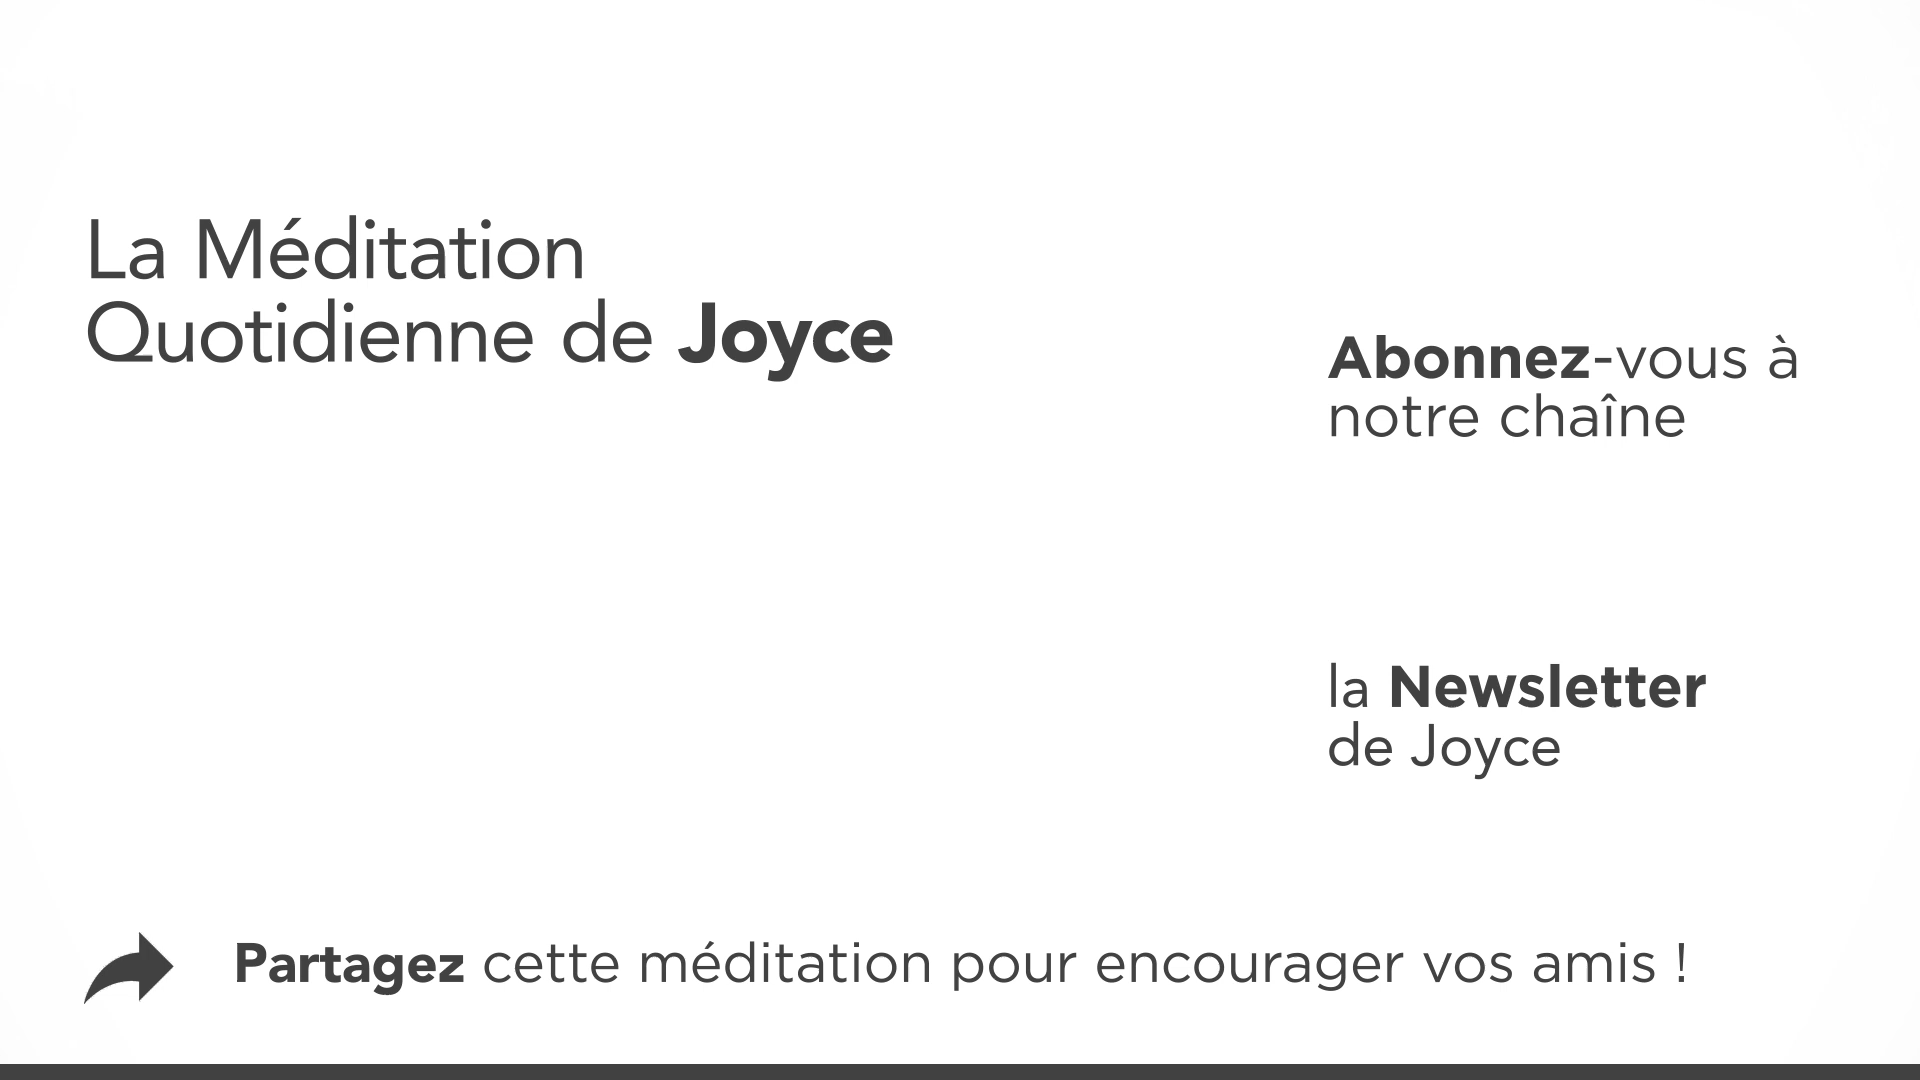 La Méditation
Quotidienne de Joyce
Abonnez-vous à
notre chaîne
la Newsletter
de Joyce
Partagez cette méditation pour encourager vos amis !